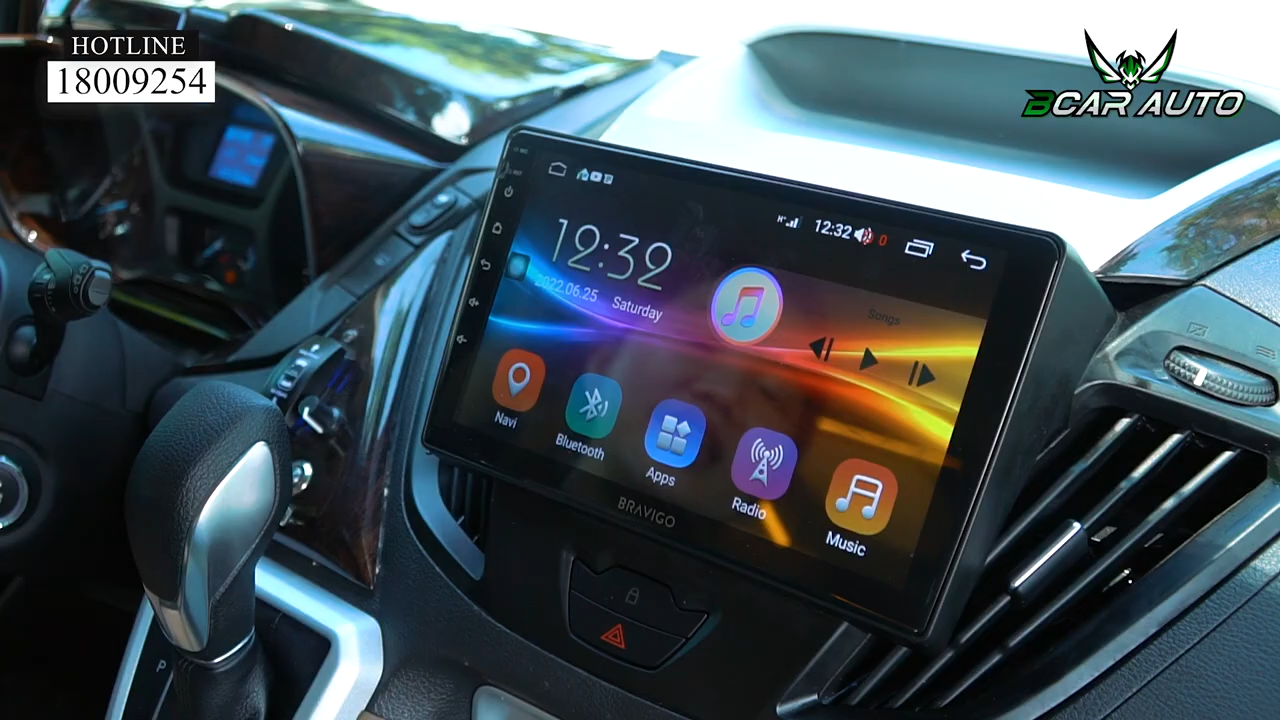 HOTLINE
18009254
BCAR AUTO
12:32
0
12:32
2022.06.25
Saturday
Songs
Navi
Bluetooth
Apps
Radio
Music
BRAVIGO
P